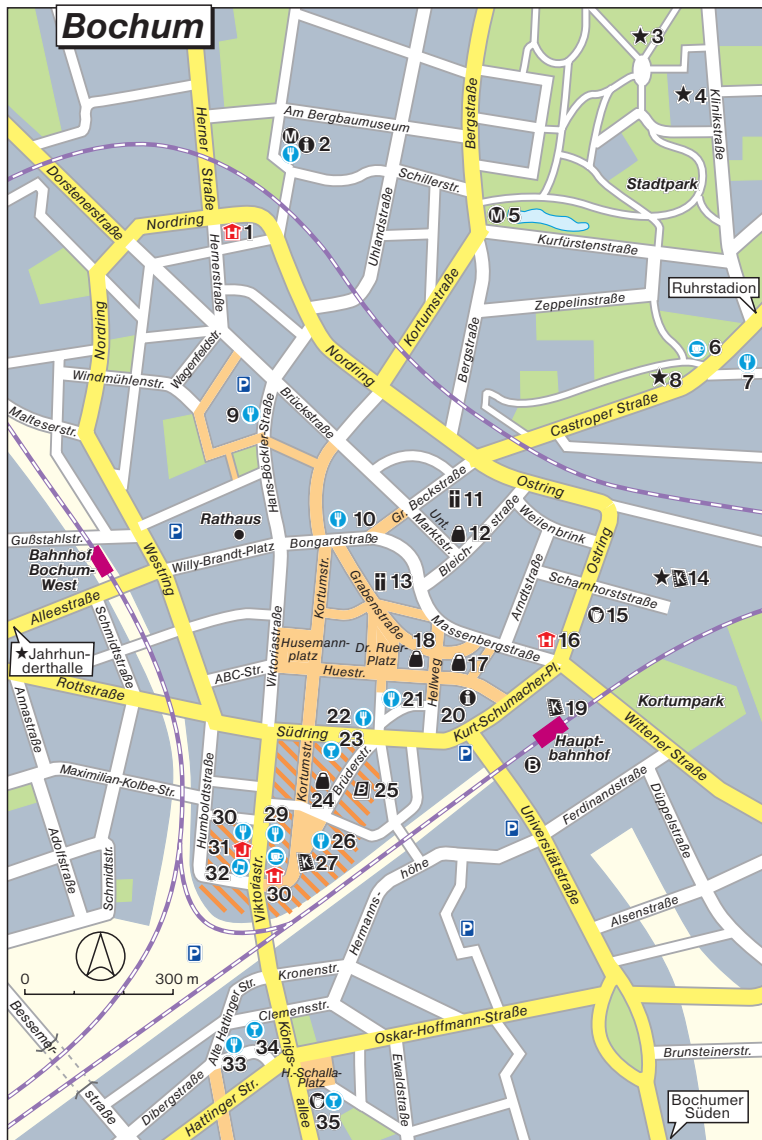 Bochum
3
4
Klinikstraße
Herner
Straße
Am Bergbaumuseum
M
i
2
Bergstraße
Schillerstr.
Stadtpark
Dorstenerstraße
Nordring
H
1
Hernerstraße
Uhlandstraße
M
5
Kurfürstenstraße
Nordring
Kortumstraße
Zeppelinstraße
Ruhrstadion
Wagenfeldstr.
Nordring
Bergstraße
6
7
Windmühlenstr.
P
8
9
Brückstraße
Castroper Straße
Malteserstr.
Hans-Böckler-Straße
Gr. Beckstraße
11
Ostring
Rathaus
10
Unt.
Marktstr.
12
Bleich-
straße
Weilenbrink
Gußstahlstr.
P
Bongardstraße
Willy-Brandt-Platz
Bahnhof
Bochum-
West
Westring
Ostring
Alleestraße
Kortumstr.
13
Grabenstraße
Arndtstraße
Scharnhorststraße
K
14
15
Massenbergstraße
Schmidtstraße
Viktoriastraße
Husemann-
platz
Dr. Ruer-
Platz
18
17
H
16
Jahrhun-
derthalle
ABC-Str.
Huestr.
Hellweg
Rottstraße
21
i
20
Kurt-Schumacher-Pl.
K
19
Kortumpark
Annastraße
22
Südring
23
P
Haupt-
bahnhof
B
Wittener Straße
Maximilian-Kolbe-Str.
Humboldtstraße
Kortumstr.
24
Brüderstr.
B
25
Ferdinandstraße
Düppelstraße
30
29
P
Universitätstraße
Adolfstraße
Schmidtstr.
31
J
26
32
K
27
H
30
Viktoriastr.
höhe
Hermanns-
Alsenstraße
P
P
0
300 m
Kronenstr.
Bessemer-
straße
Alte Hattinger Str.
Clemensstr.
Königs-
allee
Oskar-Hoffmann-Straße
34
33
Brunsteinerstr.
Dibergstraße
Hattinger Str.
H.-Schalla-
Platz
Ewaldstraße
35
Bochumer
Süden